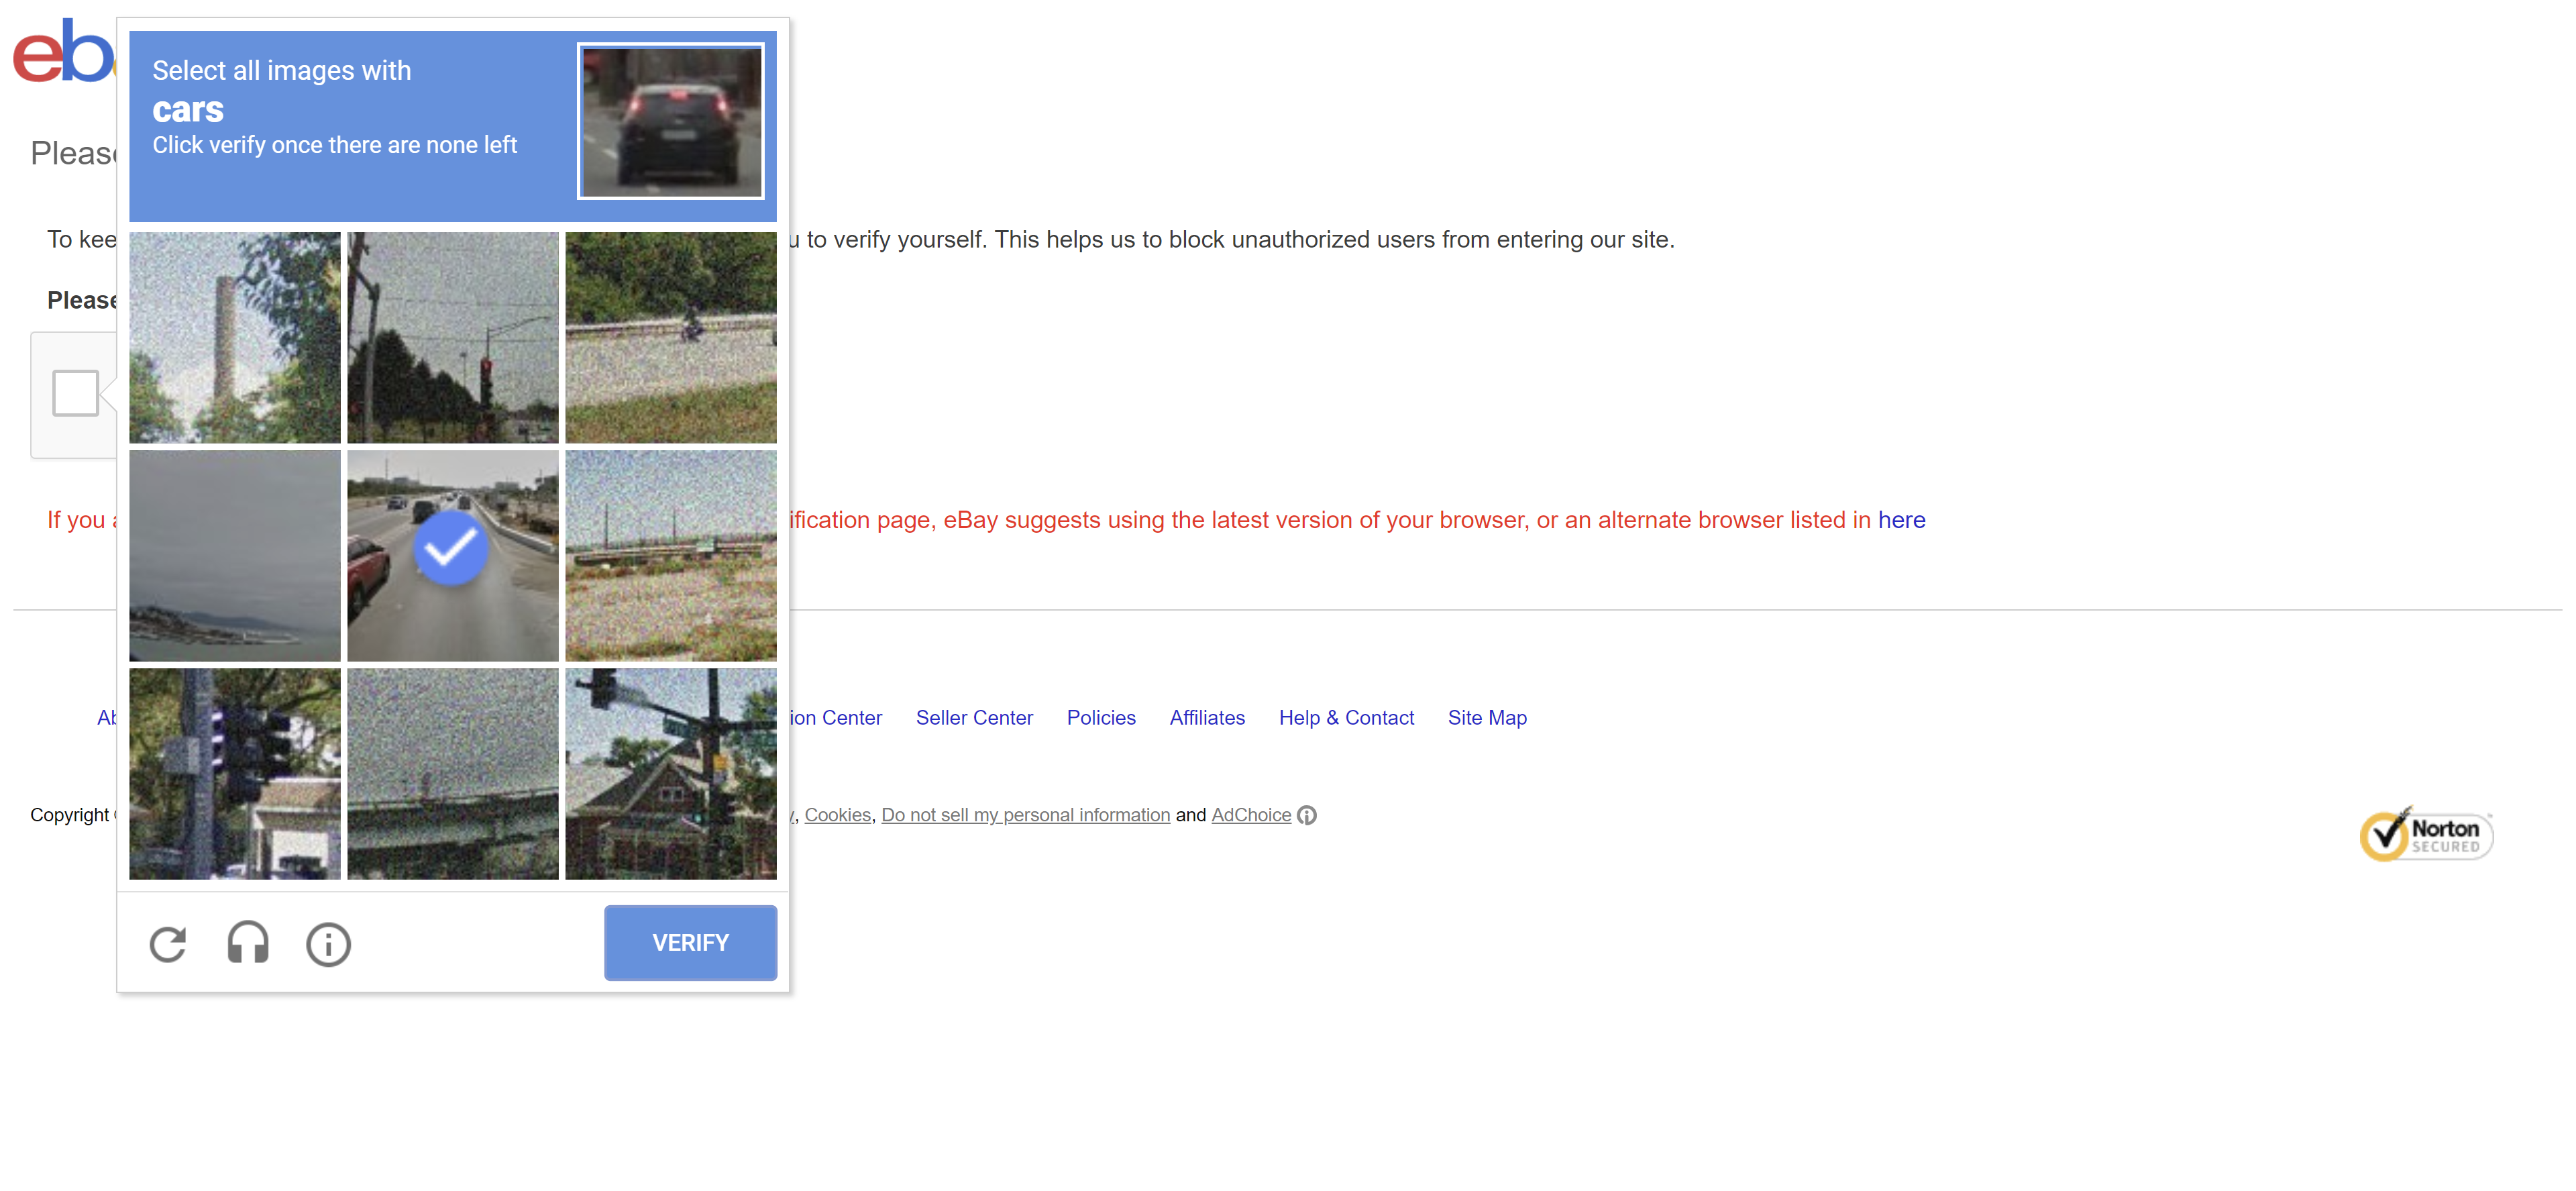 eb
Select all images with
cars
Click verify once there are none left
Please
To kee
u to verify yourself. This helps us to block unauthorized users from entering our site.
Please
If you a
ification page, eBay suggests using the latest version of your browser, or an alternate browser listed in here
Ab
ion Center Seller Center Policies Affiliates Help & Contact Site Map
Copyright
y, Cookies, Do not sell my personal information and AdChoice
Norton
SECURED
VERIFY